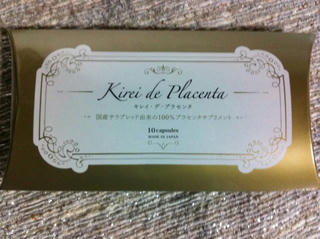 Kirei de Placenta
キレイ・デ・プラセンタ
国産サラブレッド由来の100%プラセンタサプリメント
10capsules
MADE IN JAPAN